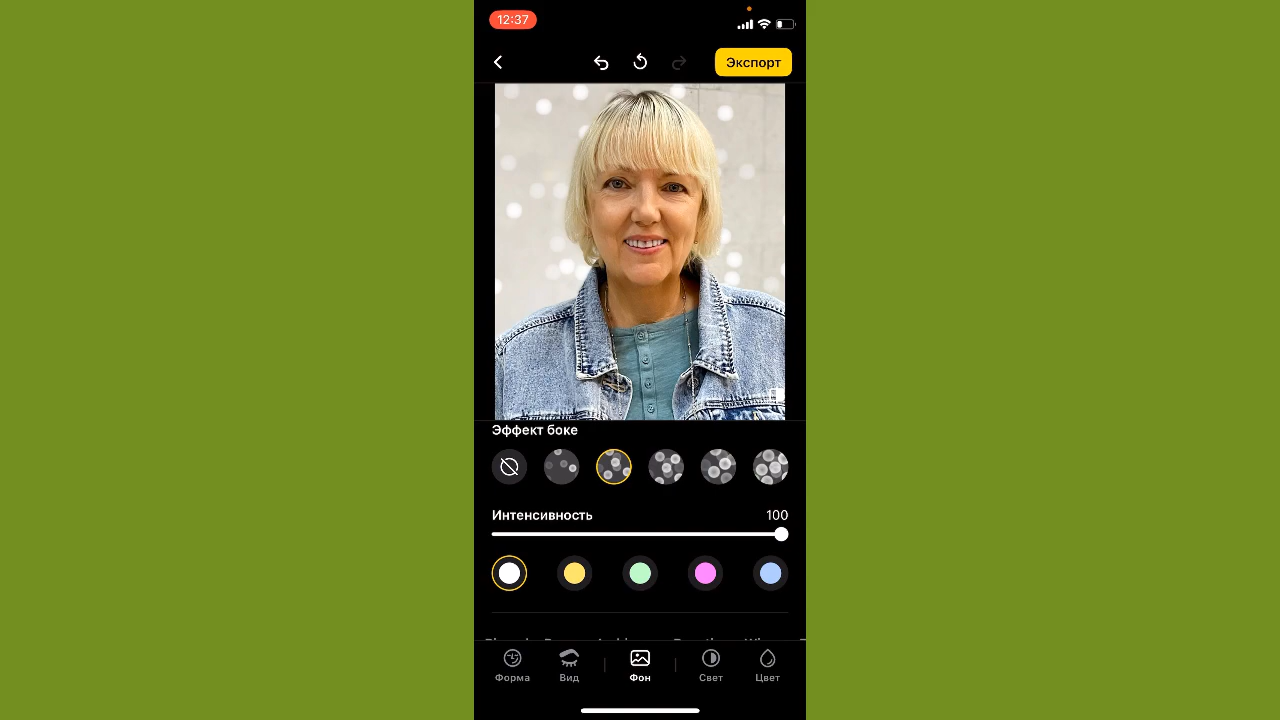 12:37
Экспорт
Эффект боке
Интенсивность 100
Форма Вид Фон Свет Цвет